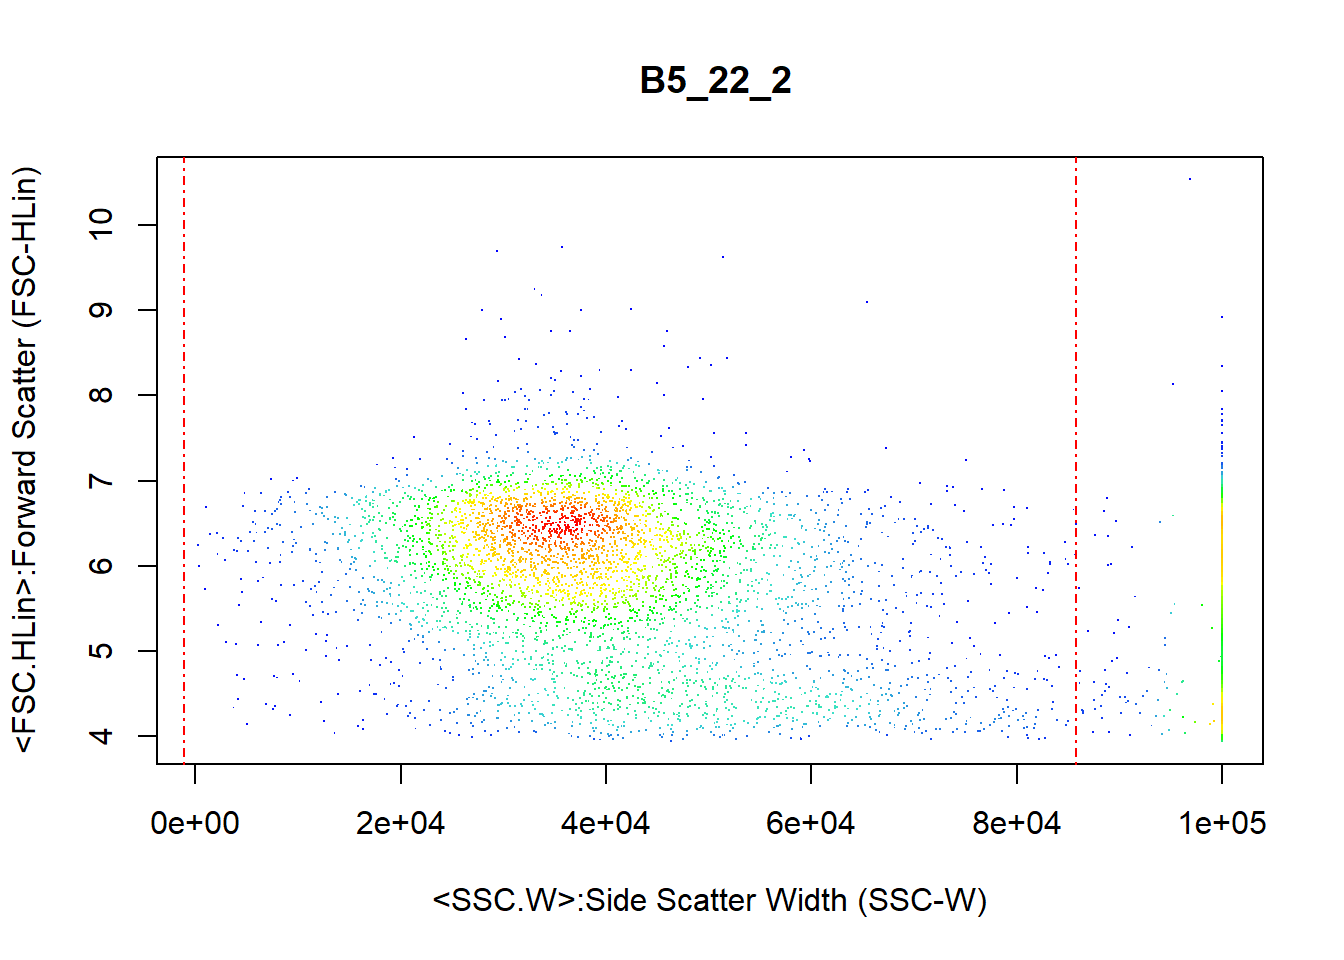 B5_22_2
<FSC.HLin>:Forward Scatter (FSC-HLin)
10
9
8
7
6
5
4
0e+00 2e+04 4e+04 6e+04 8e+04 1e+05
<SSC.W>:Side Scatter Width (SSC-W)